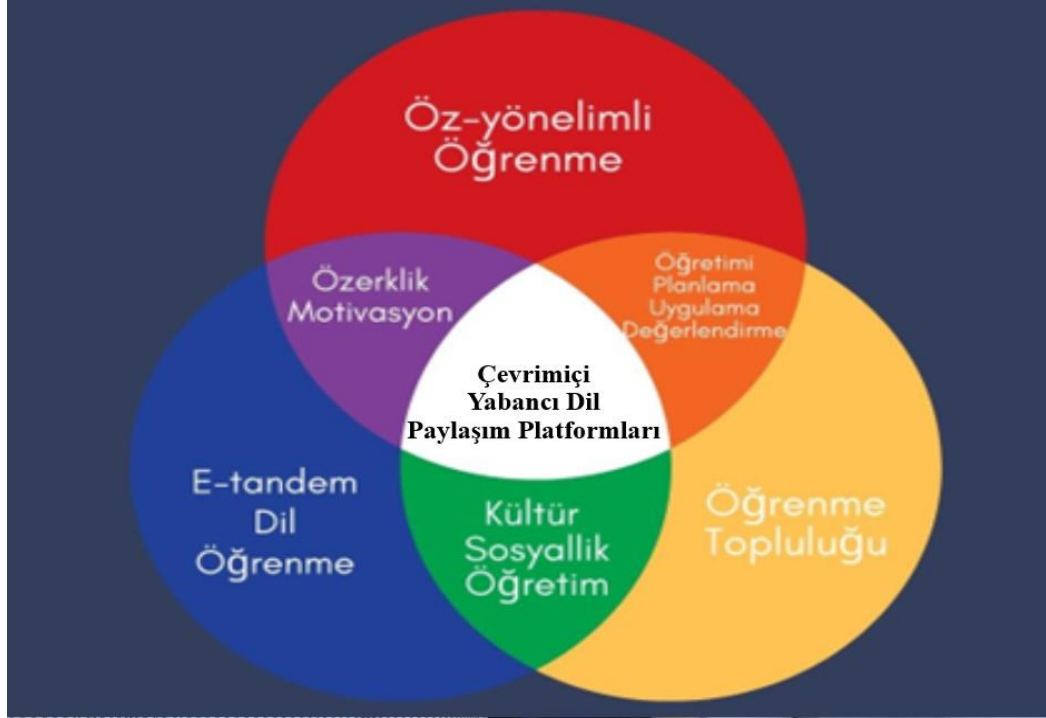 Öz-yönelimli
Öğrenme
Özerklik
Motivasyon
Öğretimi
Planlama
Uygulama
Değerlendirme
Çevrimiçi
Yabancı Dil
Paylaşım Platformları
E-tandem
Dil
Öğrenme
Kültür
Sosyallik
Öğretim
Öğrenme
Topluluğu